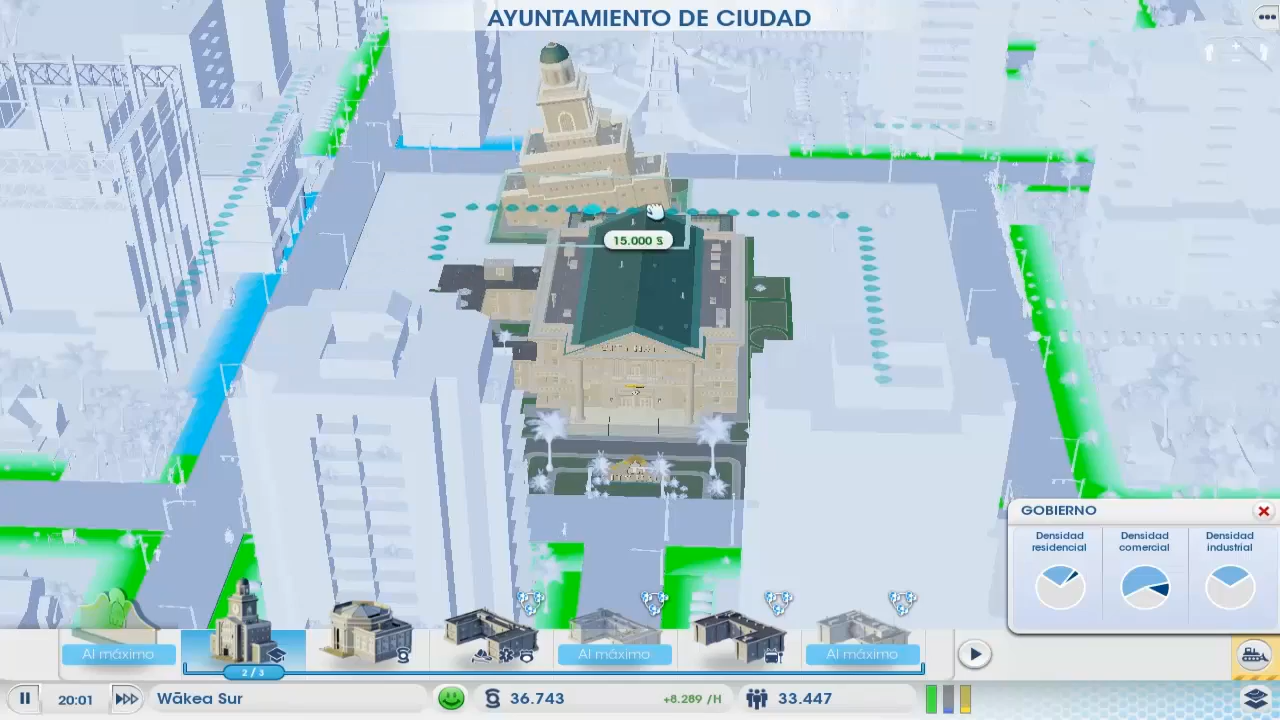 AYUNTAMIENTO DE CIUDAD
15.000 §
GOBIERNO
Densidad residencial
Densidad comercial
Densidad industrial
Al máximo
2 / 3
Al máximo
Al máximo
20:01
Wākea Sur
36.743
+8.289 /H
33.447